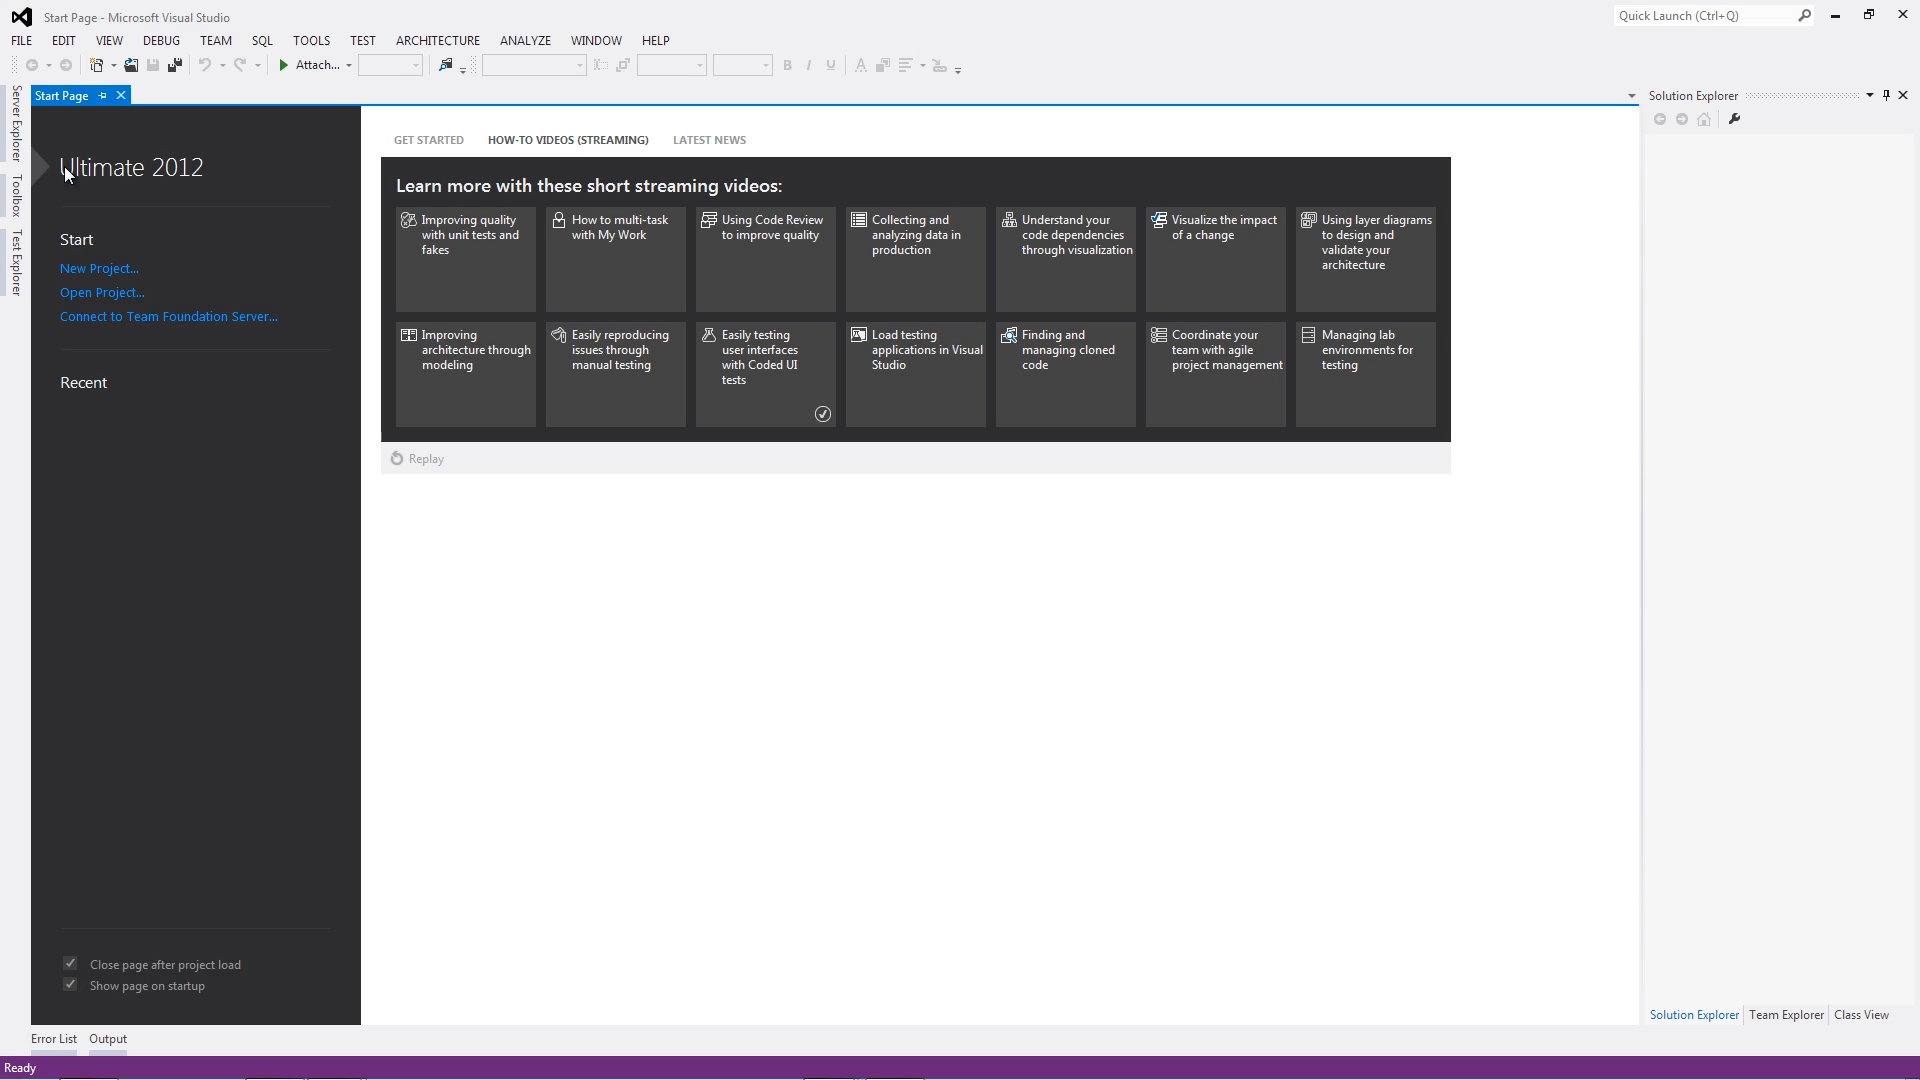 Start Page - Microsoft Visual Studio
Quick Launch (Ctrl+Q)
FILE EDIT VIEW DEBUG TEAM SQL TOOLS TEST ARCHITECTURE ANALYZE WINDOW HELP
Attach...
B I U A
Start Page
Solution Explorer
Server Explorer
Toolbox
Test Explorer
Ultimate 2012
Start
New Project...
Open Project...
Connect to Team Foundation Server...
Recent
Close page after project load
Show page on startup
GET STARTED HOW-TO VIDEOS (STREAMING) LATEST NEWS
Learn more with these short streaming videos:
Improving quality
with unit tests and
fakes
How to multi-task
with My Work
Using Code Review
to improve quality
Collecting and
analyzing data in
production
Understand your
code dependencies
through visualization
Visualize the impact
of a change
Using layer diagrams
to design and
validate your
architecture
Improving
architecture through
modeling
Easily reproducing
issues through
manual testing
Easily testing
user interfaces
with Coded UI
tests
Load testing
applications in Visual
Studio
Finding and
managing cloned
code
Coordinate your
team with agile
project management
Managing lab
environments for
testing
Replay
Solution Explorer Team Explorer Class View
Error List Output
Ready